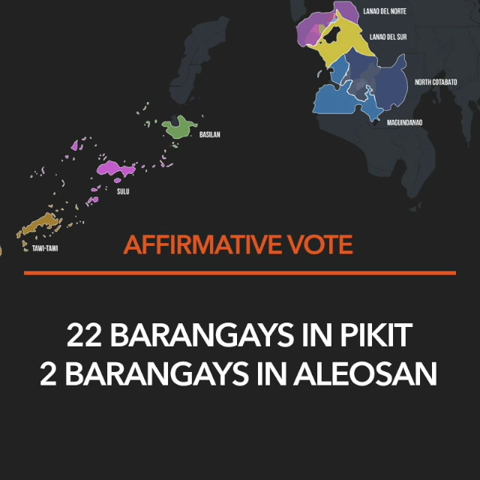 LANAO DEL NORTE
LANAO DEL SUR
NORTH COTABATO
MAGUINDANAO
BASILAN
SULU
TAWI-TAWI
AFFIRMATIVE VOTE
22 BARANGAYS IN PIKIT
2 BARANGAYS IN ALEOSAN